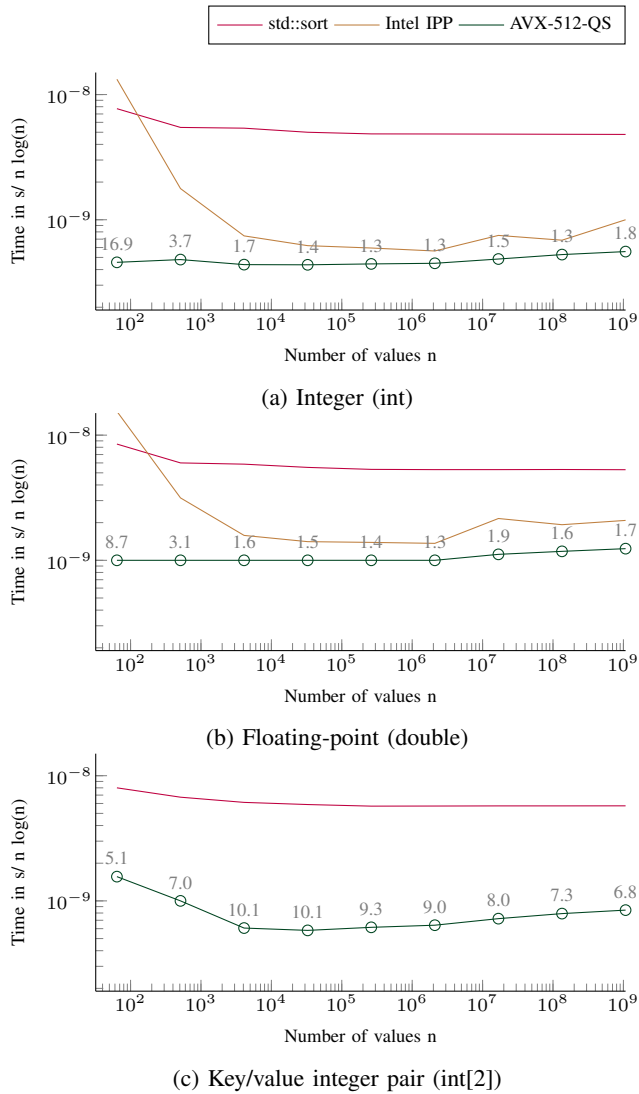 std::sort Intel IPP AVX-512-QS
10⁻⁸
10⁻⁹
Time in s/ n log(n)
16.9 3.7 1.7 1.4 1.3 1.3 1.5 1.3 1.8
10² 10³ 10⁴ 10⁵ 10⁶ 10⁷ 10⁸ 10⁹
Number of values n
(a) Integer (int)
10⁻⁸
10⁻⁹
Time in s/ n log(n)
8.7 3.1 1.6 1.5 1.4 1.3 1.9 1.6 1.7
10² 10³ 10⁴ 10⁵ 10⁶ 10⁷ 10⁸ 10⁹
Number of values n
(b) Floating-point (double)
10⁻⁸
10⁻⁹
Time in s/ n log(n)
5.1 7.0 10.1 10.1 9.3 9.0 8.0 7.3 6.8
10² 10³ 10⁴ 10⁵ 10⁶ 10⁷ 10⁸ 10⁹
Number of values n
(c) Key/value integer pair (int[2])